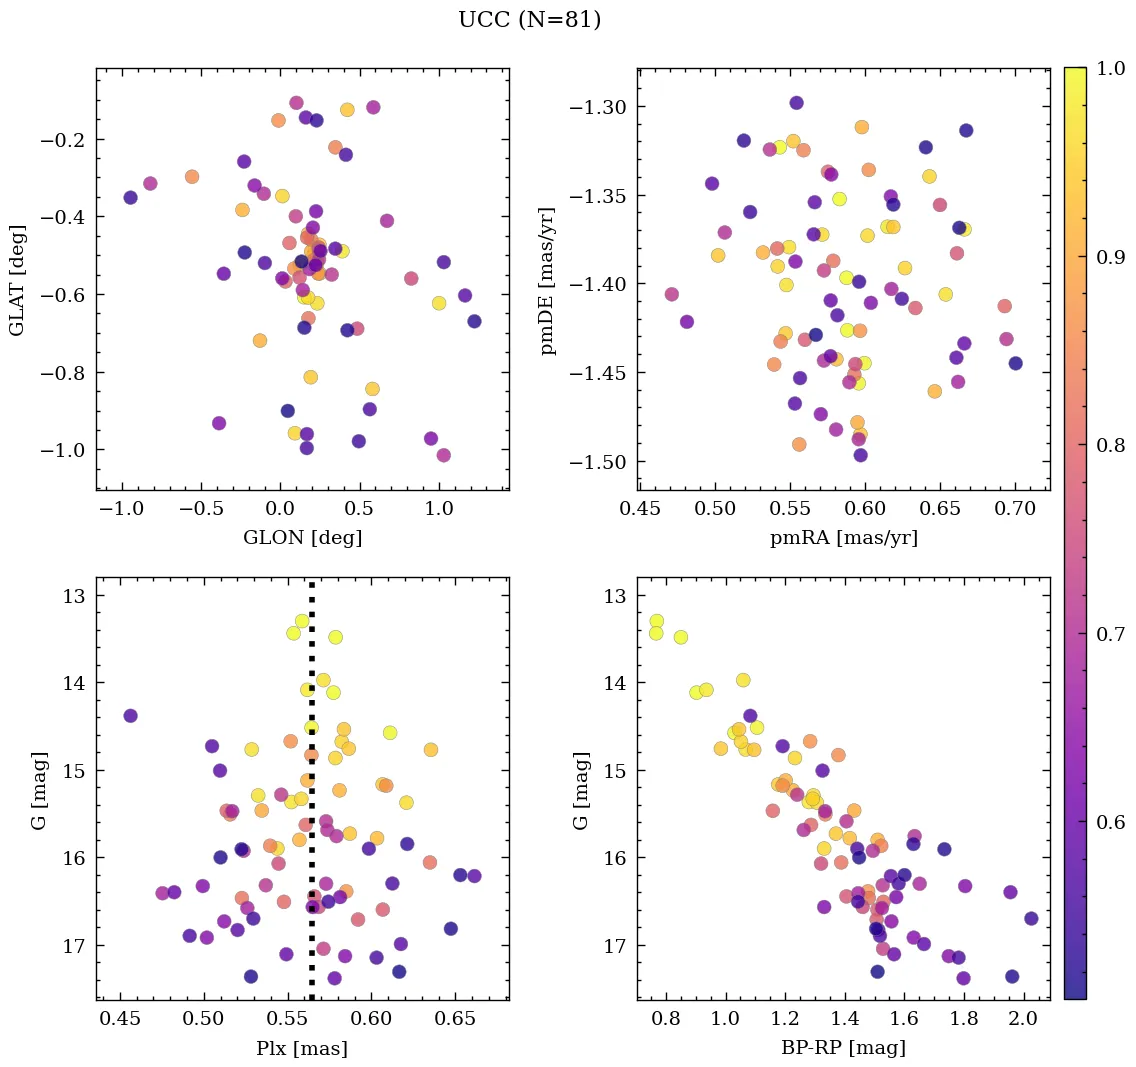 UCC (N=81)
−0.2
−0.4
−0.6
−0.8
−1.0
GLAT [deg]
−1.0 −0.5 0.0 0.5 1.0
GLON [deg]
−1.30
−1.35
−1.40
−1.45
−1.50
pmDE [mas/yr]
0.45 0.50 0.55 0.60 0.65 0.70
pmRA [mas/yr]
1.0
0.9
0.8
0.7
0.6
13
14
15
16
17
G [mag]
0.45 0.50 0.55 0.60 0.65
Plx [mas]
13
14
15
16
17
G [mag]
0.8 1.0 1.2 1.4 1.6 1.8 2.0
BP-RP [mag]